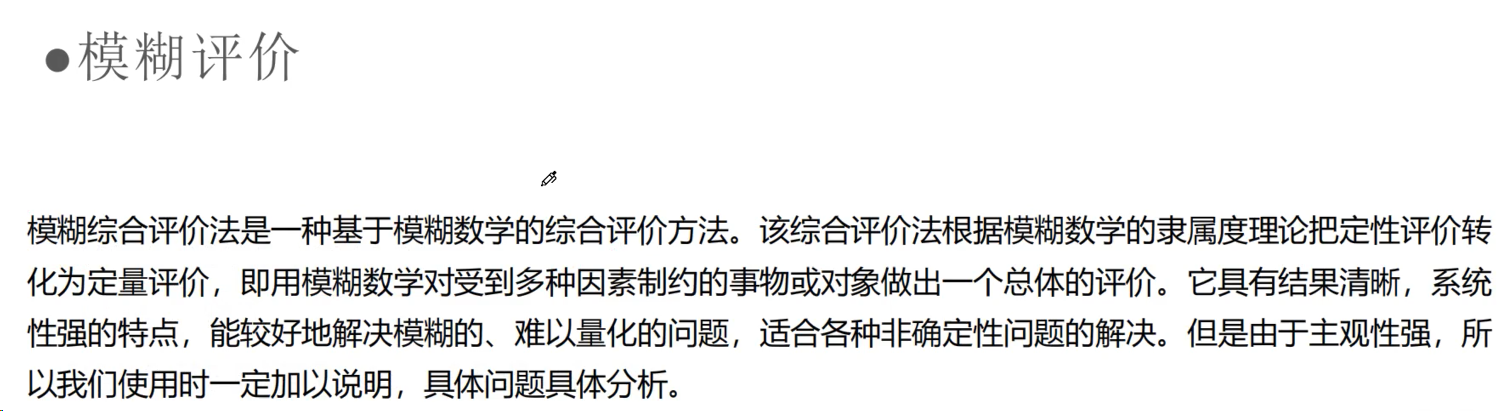 ●模糊评价
模糊综合评价法是一种基于模糊数学的综合评价方法。该综合评价法根据模糊数学的隶属度理论把定性评价转
化为定量评价，即用模糊数学对受到多种因素制约的事物或对象做出一个总体的评价。它具有结果清晰，系统
性强的特点，能较好地解决模糊的、难以量化的问题，适合各种非确定性问题的解决。但是由于主观性强，所
以我们使用时一定加以说明，具体问题具体分析。